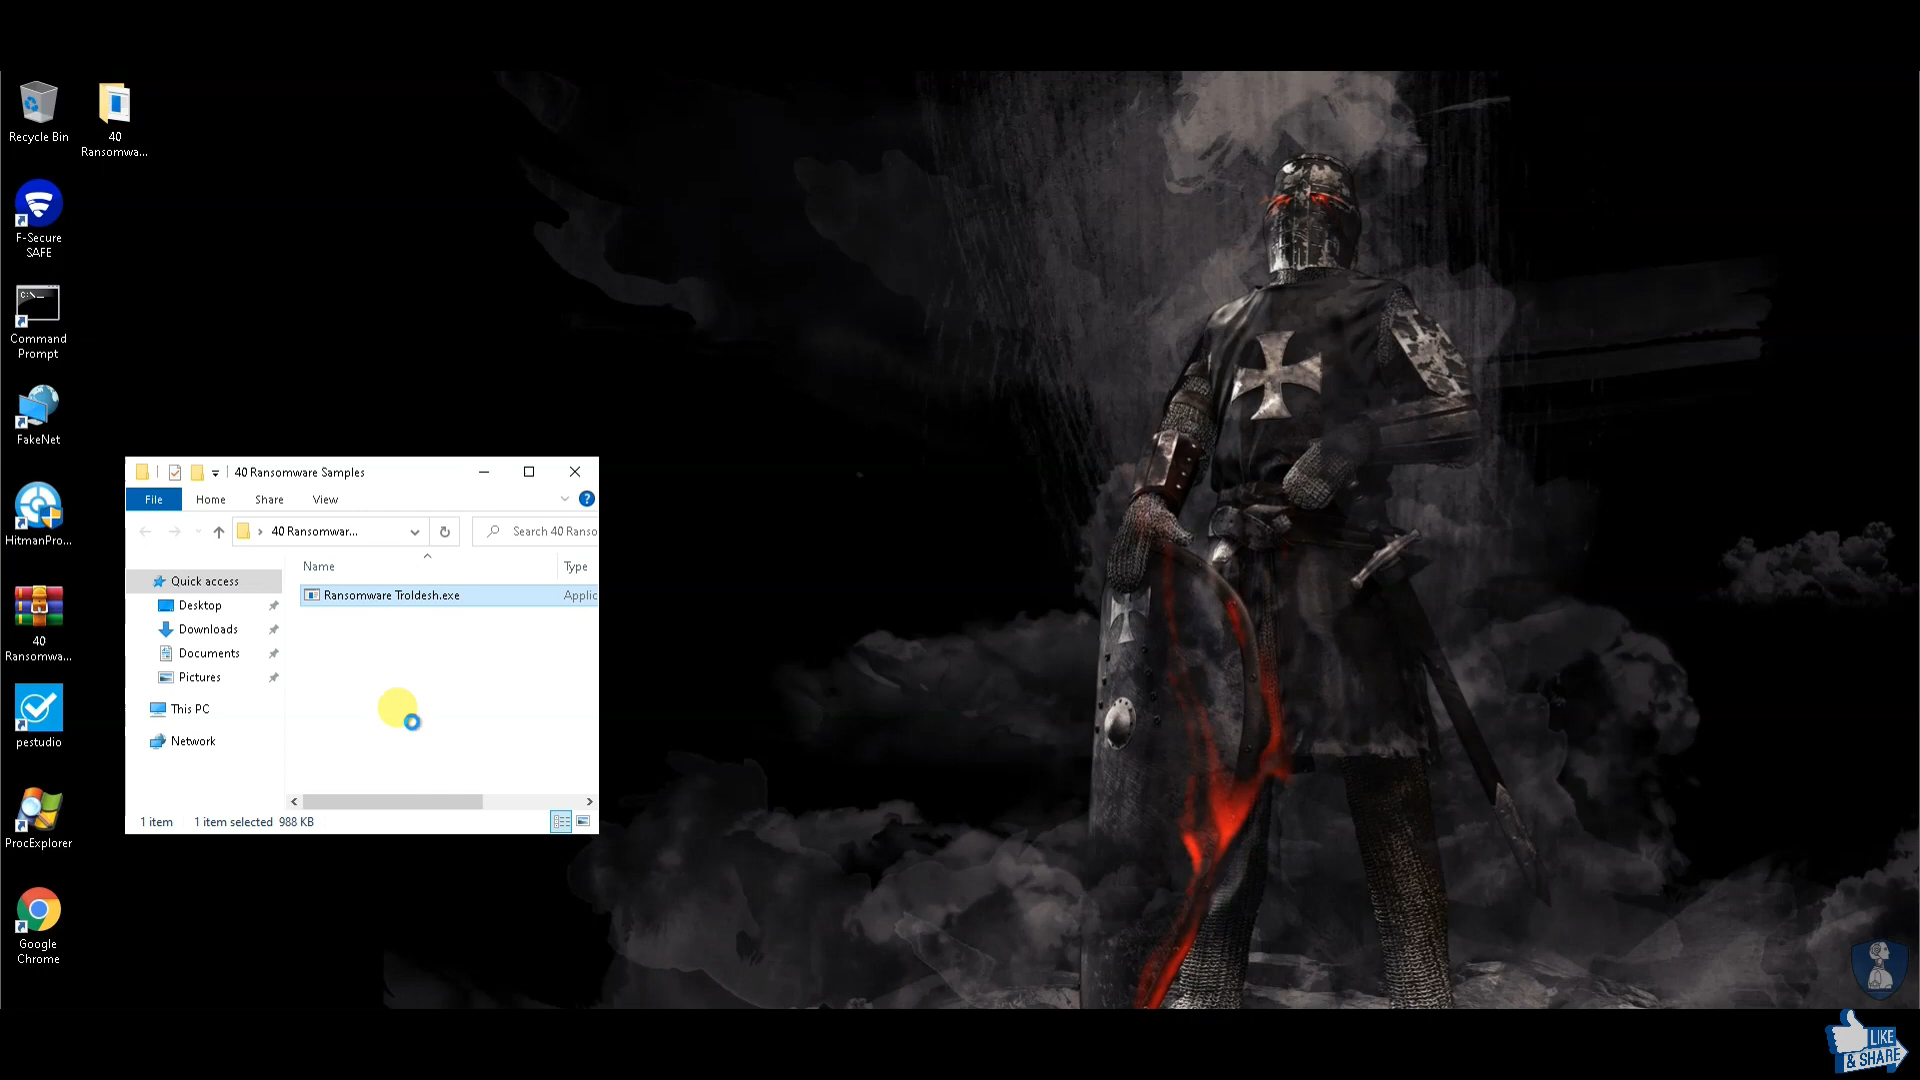 Recycle Bin
40
Ransomwa...
F-Secure
SAFE
C:\_
Command
Prompt
FakeNet
HitmanPro...
40
Ransomwa...
pestudio
ProcExplorer
Google
Chrome
40 Ransomware Samples
File
Home
Share
View
?
40 Ransomwar...
Search 40 Ranso
Name
Type
Quick access
Desktop
Downloads
Documents
Pictures
This PC
Network
Ransomware Troldesh.exe
Applic
1 item
1 item selected 988 KB
LIKE
& SHARE